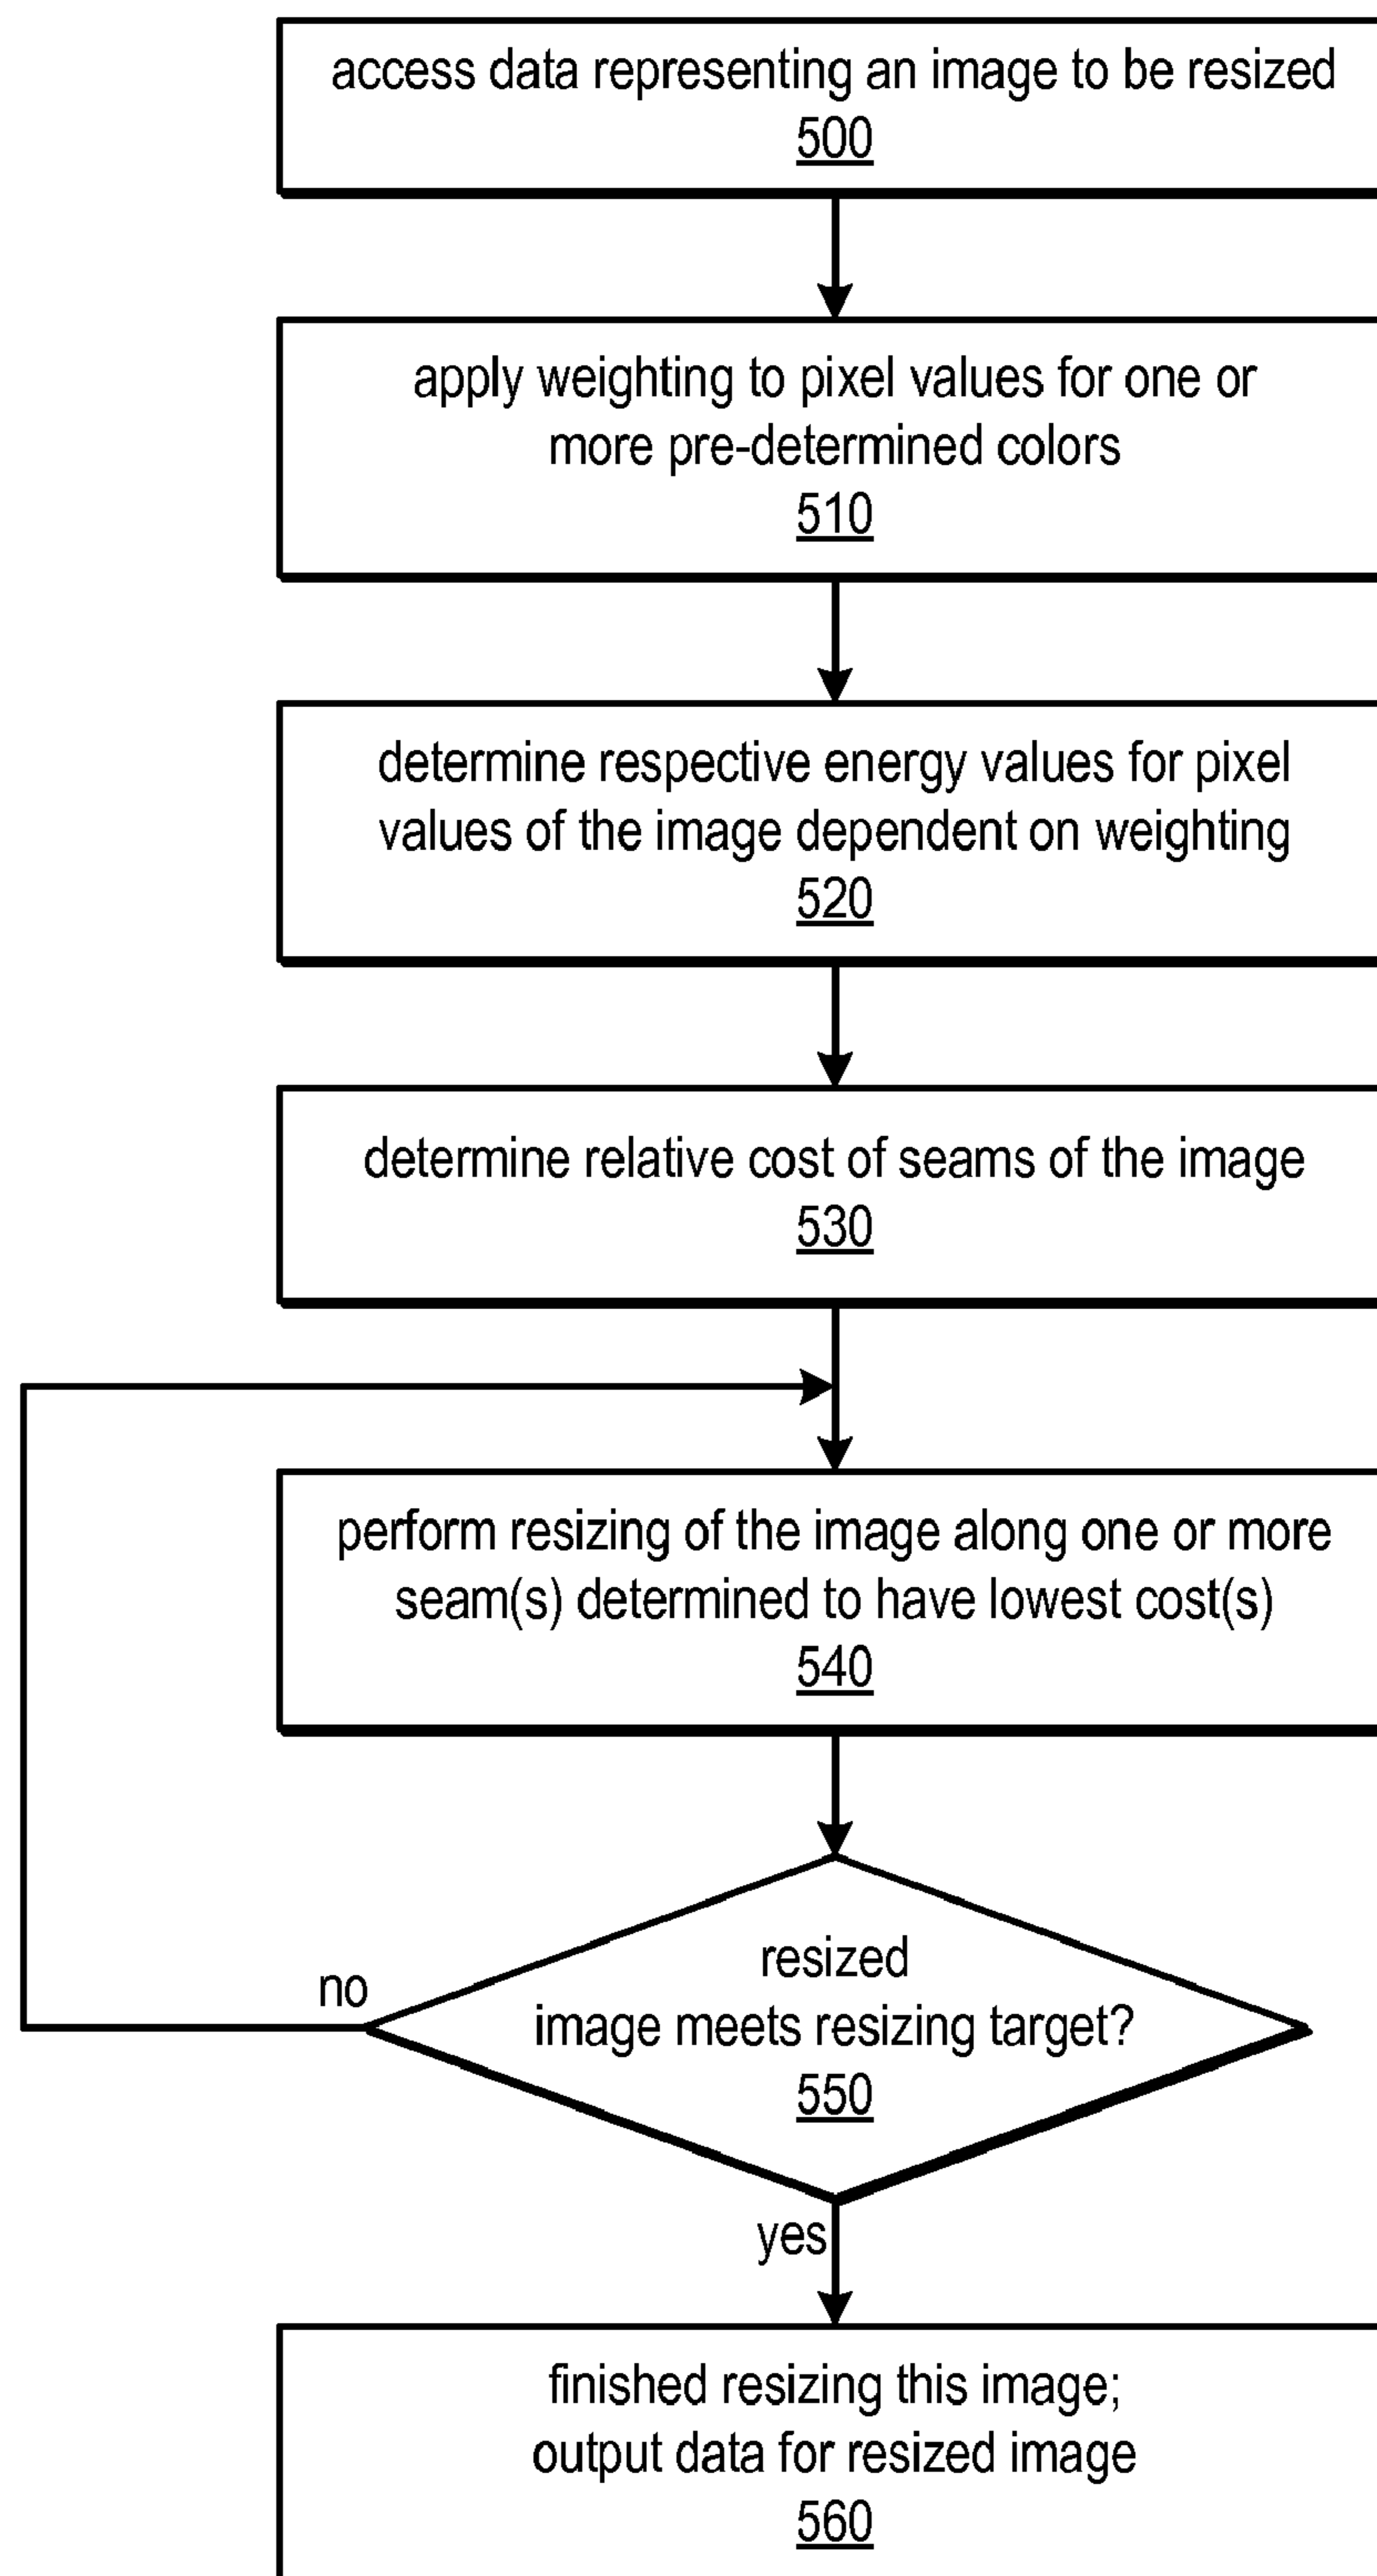 access data representing an image to be resized
500
apply weighting to pixel values for one or
more pre-determined colors
510
determine respective energy values for pixel
values of the image dependent on weighting
520
determine relative cost of seams of the image
530
perform resizing of the image along one or more
seam(s) determined to have lowest cost(s)
540
resized
image meets resizing target?
550
no
yes
finished resizing this image;
output data for resized image
560